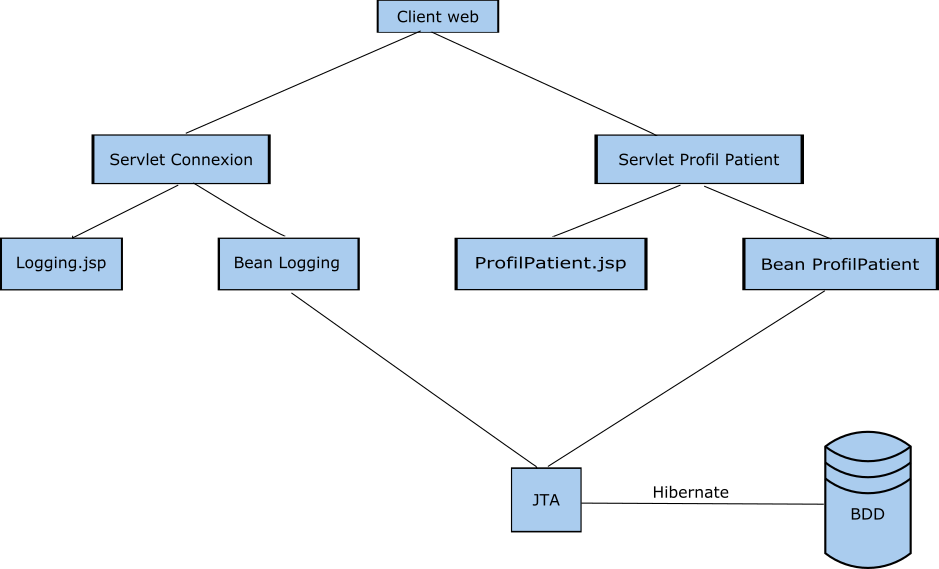 Client web
Servlet Connexion
Servlet Profil Patient
Logging.jsp
Bean Logging
ProfilPatient.jsp
Bean ProfilPatient
Hibernate
JTA
BDD